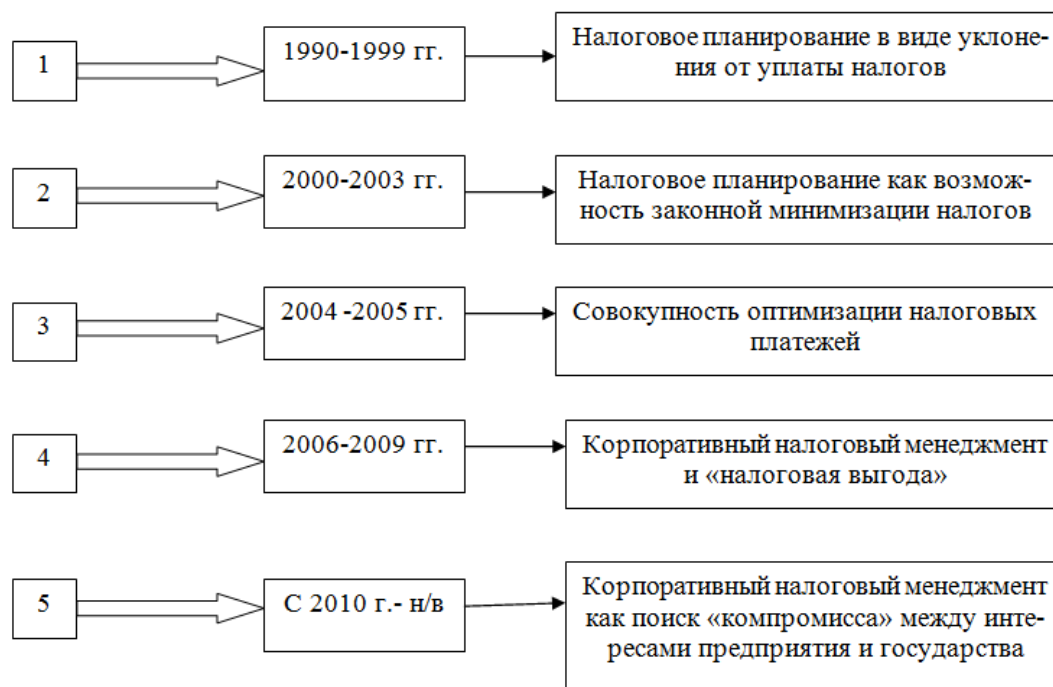 1
1990-1999 гг.
Налоговое планирование в виде уклоне-
ния от уплаты налогов
2
2000-2003 гг.
Налоговое планирование как возмож-
ность законной минимизации налогов
3
2004 -2005 гг.
Совокупность оптимизации налоговых
платежей
4
2006-2009 гг.
Корпоративный налоговый менеджмент
и «налоговая выгода»
5
С 2010 г.- н/в
Корпоративный налоговый менеджмент
как поиск «компромисса» между инте-
ресами предприятия и государства